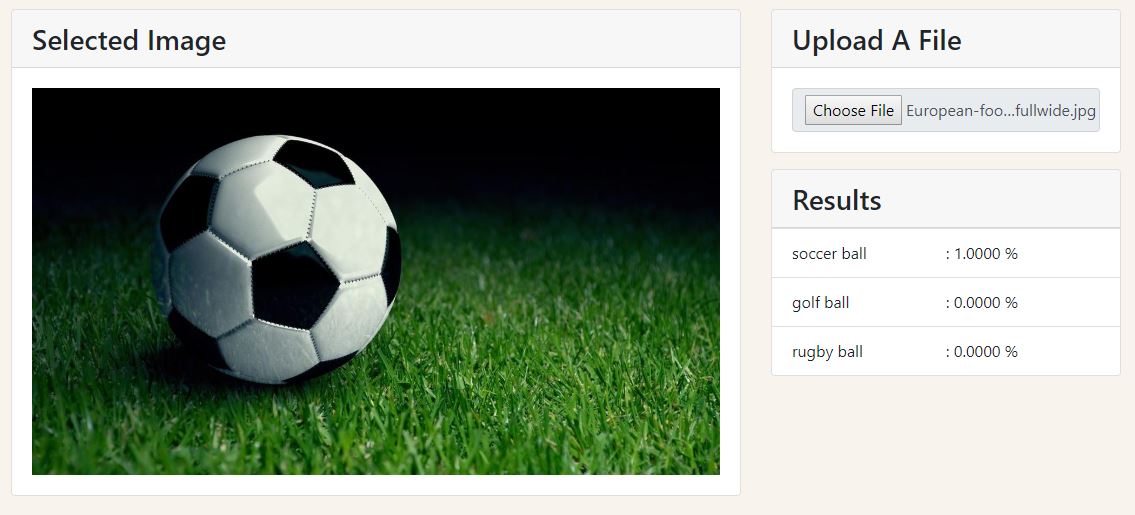 Selected Image
Upload A File
Choose File European-foo...fullwide.jpg
Results
soccer ball : 1.0000 %
golf ball : 0.0000 %
rugby ball : 0.0000 %